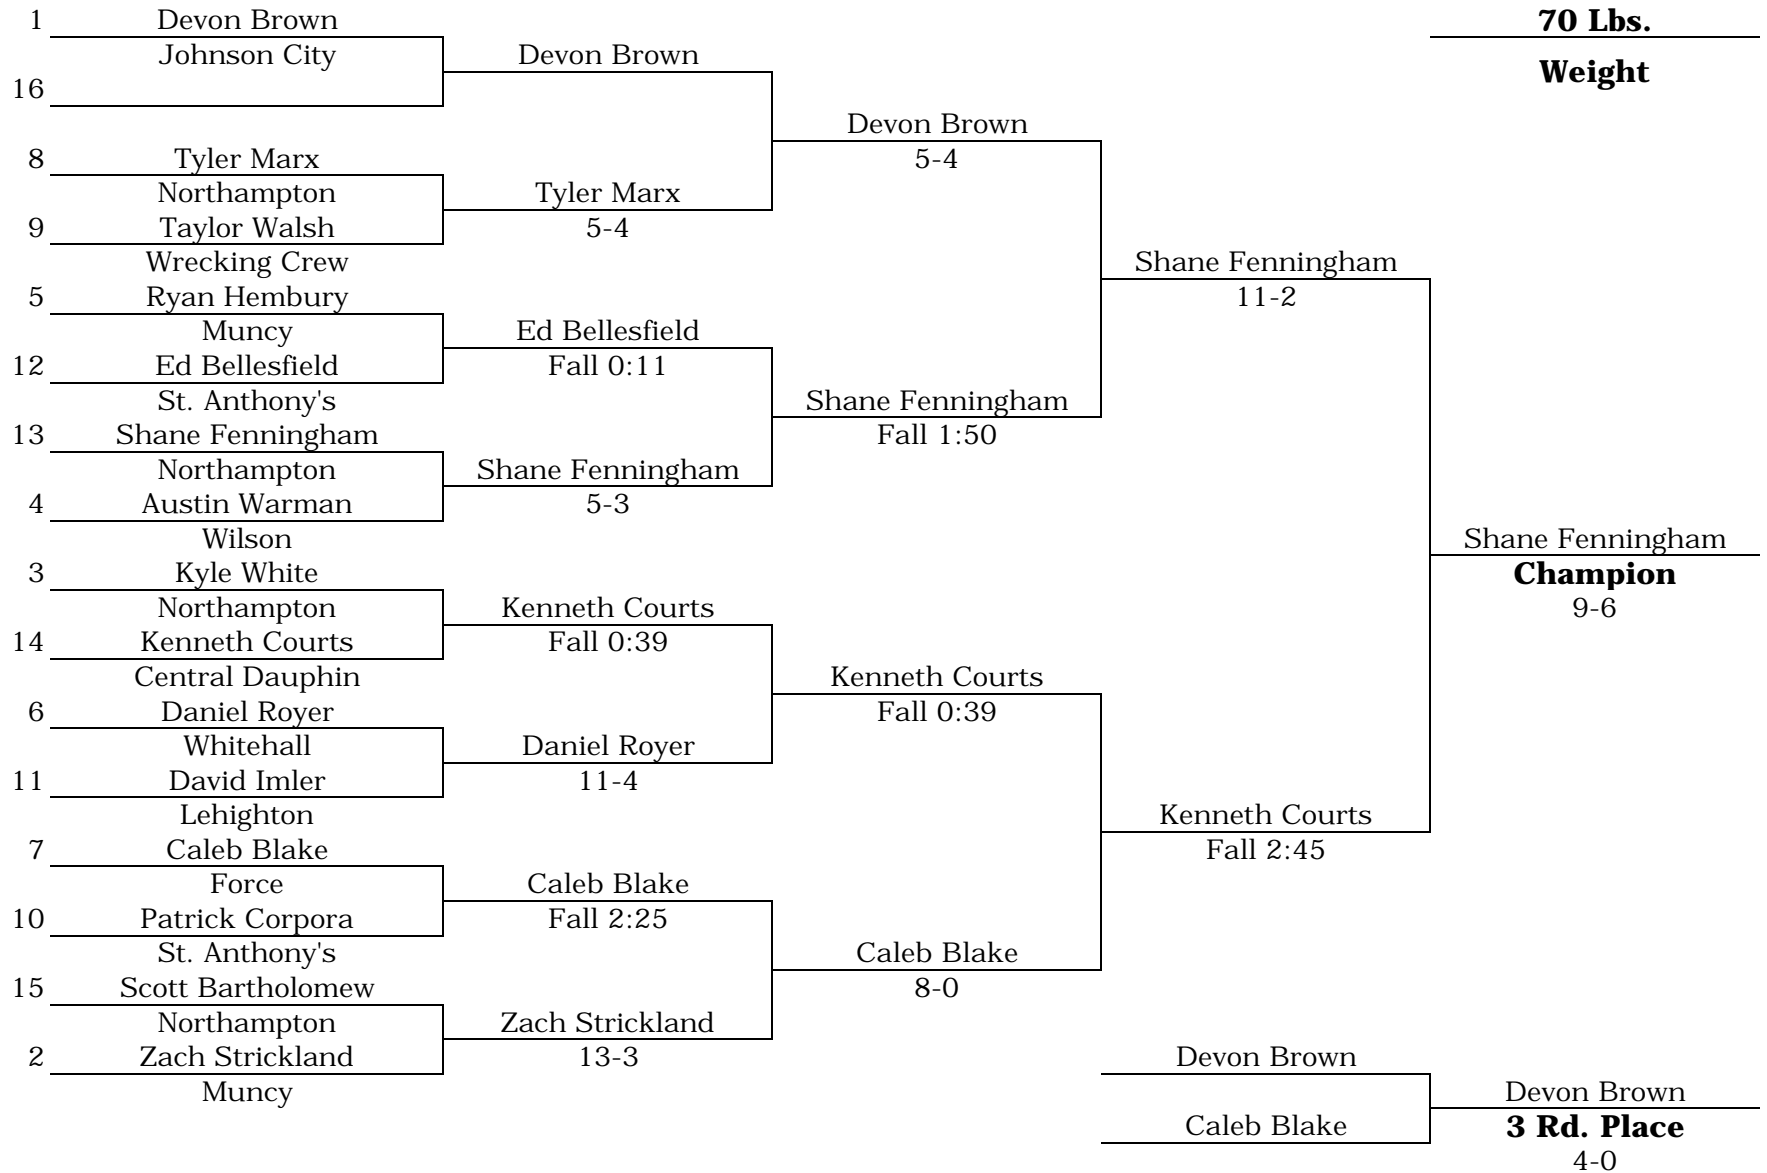 1 Devon Brown
Johnson City
16
8 Tyler Marx
Northampton
9 Taylor Walsh
Wrecking Crew
5 Ryan Hembury
Muncy
12 Ed Bellesfield
St. Anthony's
13 Shane Fenningham
Northampton
4 Austin Warman
Wilson
3 Kyle White
Northampton
14 Kenneth Courts
Central Dauphin
6 Daniel Royer
Whitehall
11 David Imler
Lehighton
7 Caleb Blake
Force
10 Patrick Corpora
St. Anthony's
15 Scott Bartholomew
Northampton
2 Zach Strickland
Muncy
Devon Brown
Tyler Marx
5-4
Ed Bellesfield
Fall 0:11
Shane Fenningham
5-3
Kenneth Courts
Fall 0:39
Daniel Royer
11-4
Caleb Blake
Fall 2:25
Zach Strickland
13-3
Devon Brown
5-4
Shane Fenningham
Fall 1:50
Kenneth Courts
Fall 0:39
Caleb Blake
8-0
Shane Fenningham
11-2
Kenneth Courts
Fall 2:45
Devon Brown
Caleb Blake
70 Lbs.
Weight
Shane Fenningham
Champion
9-6
Devon Brown
3 Rd. Place
4-0